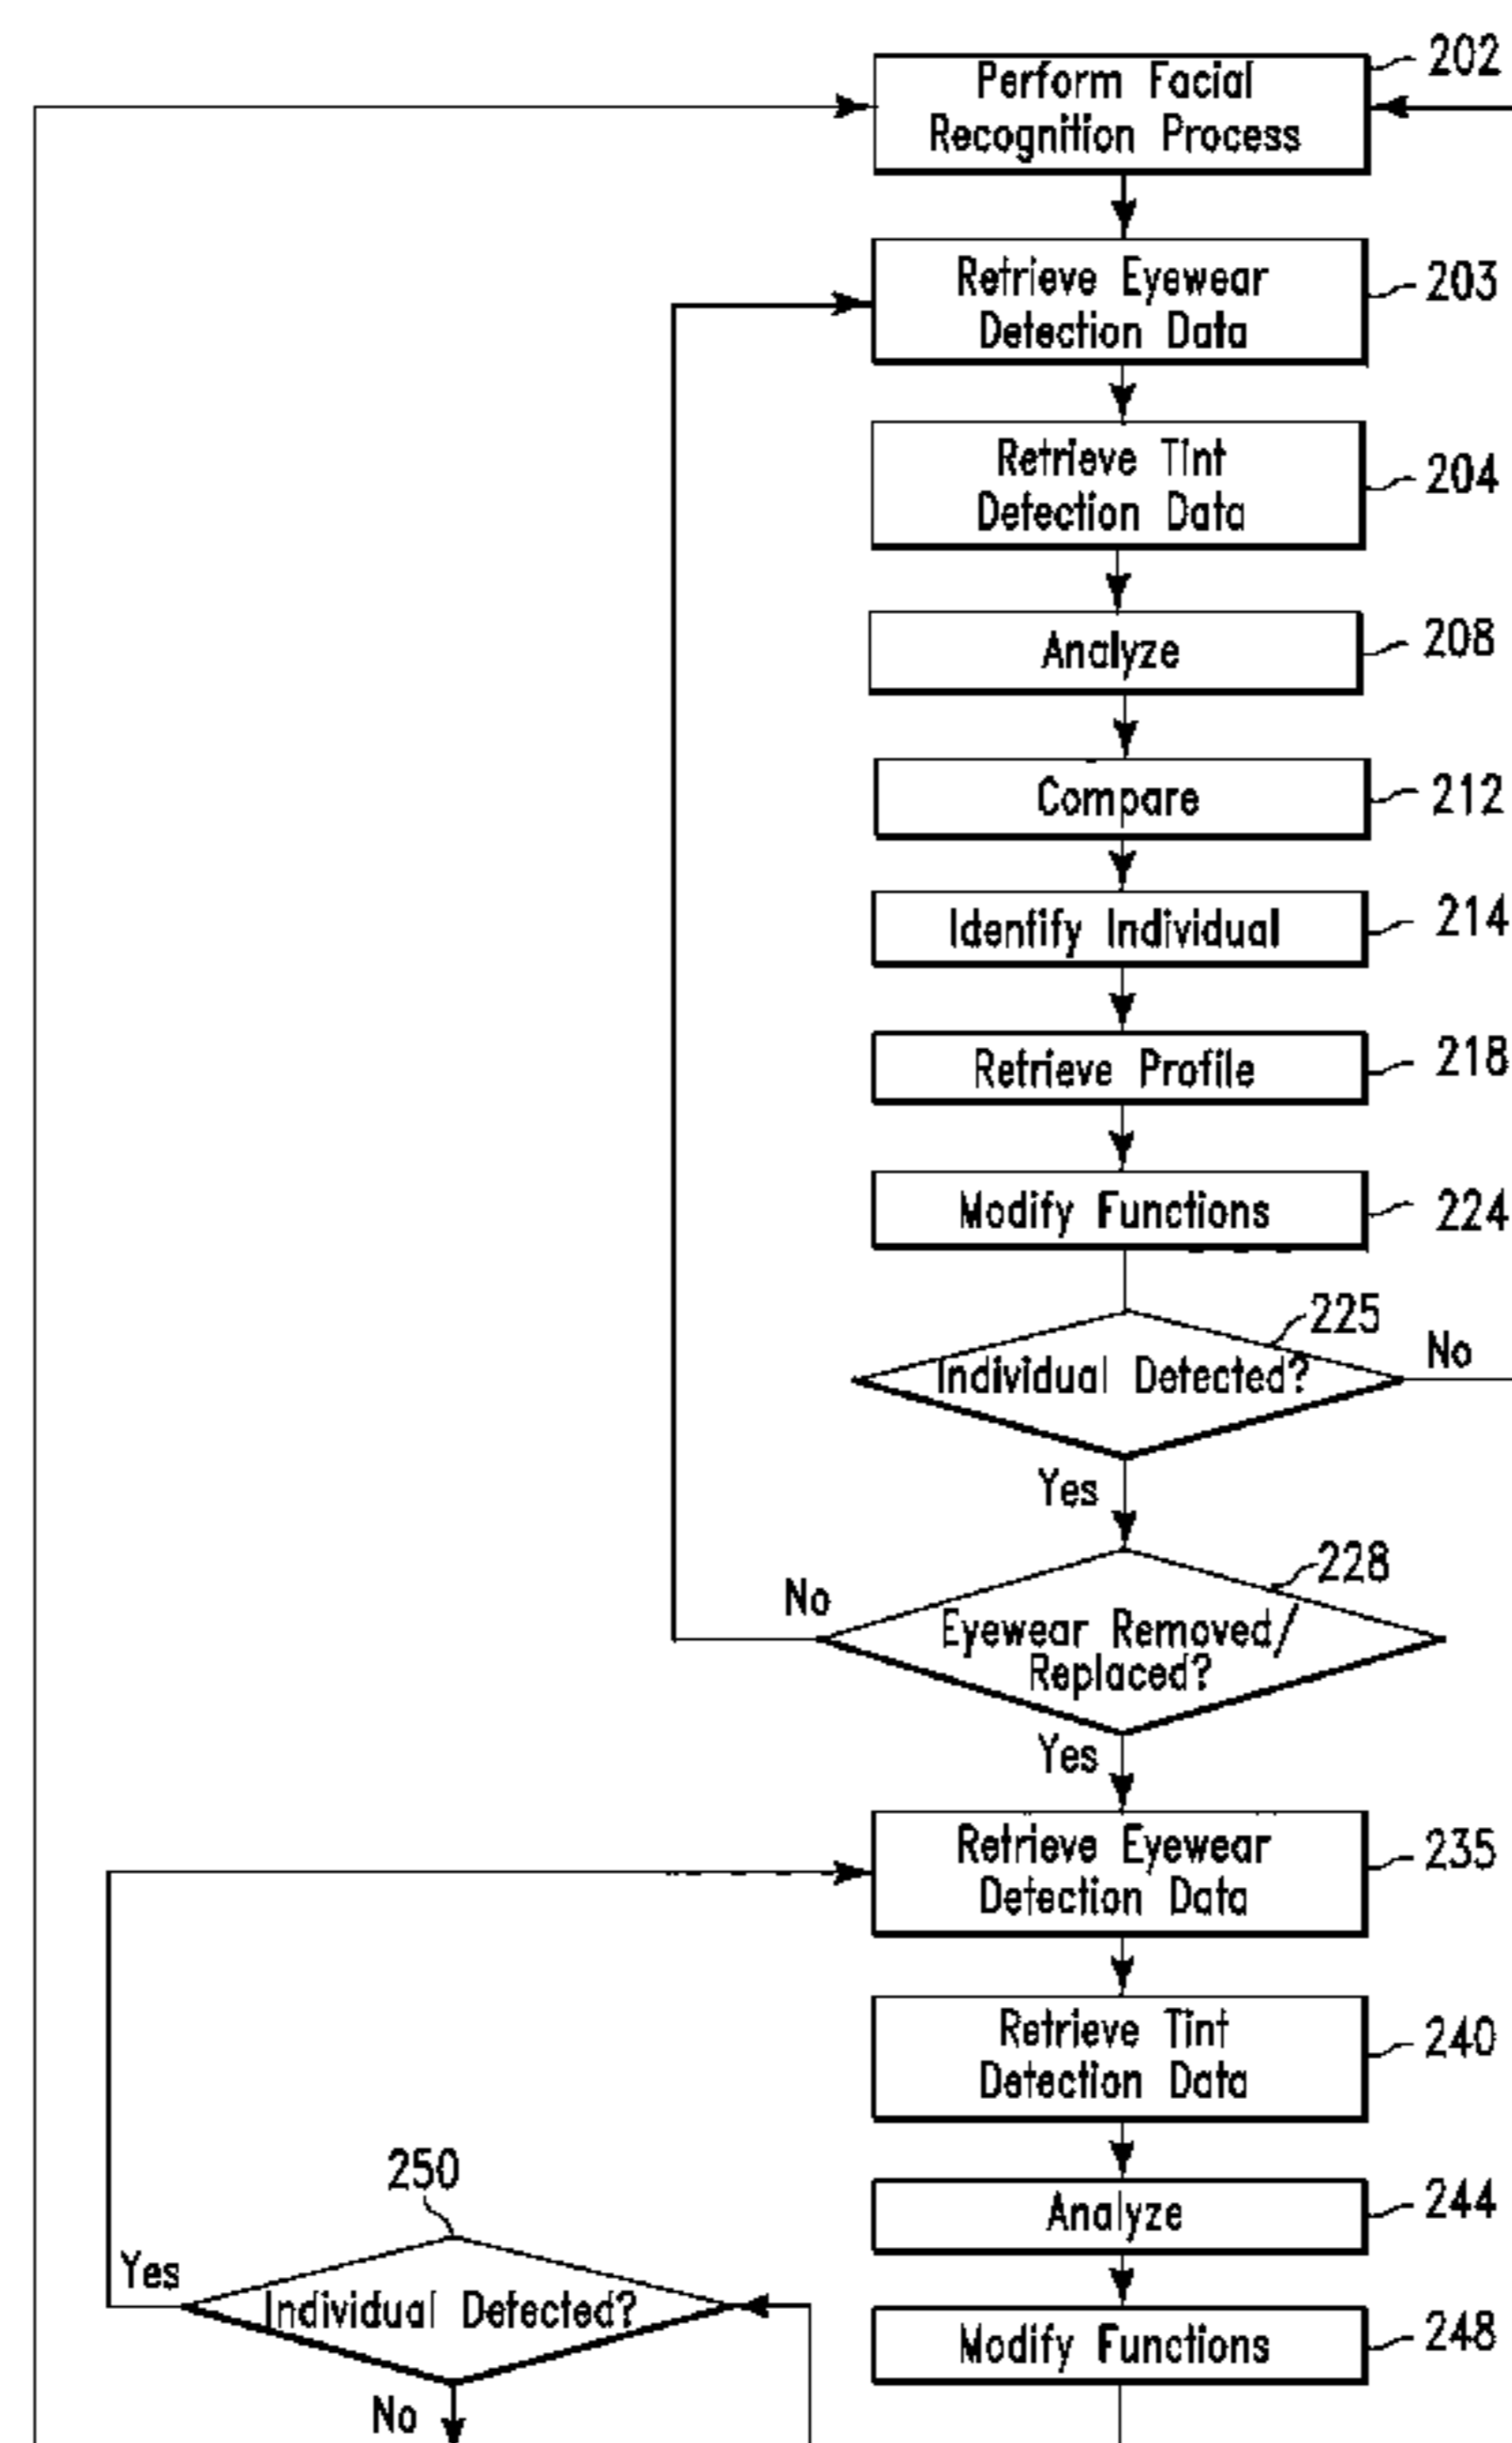 Perform Facial
Recognition Process
202
Retrieve Eyewear
Detection Data
203
Retrieve Tint
Detection Data
204
Analyze
208
Compare
212
Identify Individual
214
Retrieve Profile
218
Modify Functions
224
225
Individual Detected?
No
Yes
228
No
Eyewear Removed/
Replaced?
Yes
Retrieve Eyewear
Detection Data
235
Retrieve Tint
Detection Data
240
Analyze
244
250
Yes
Individual Detected?
No
Modify Functions
248